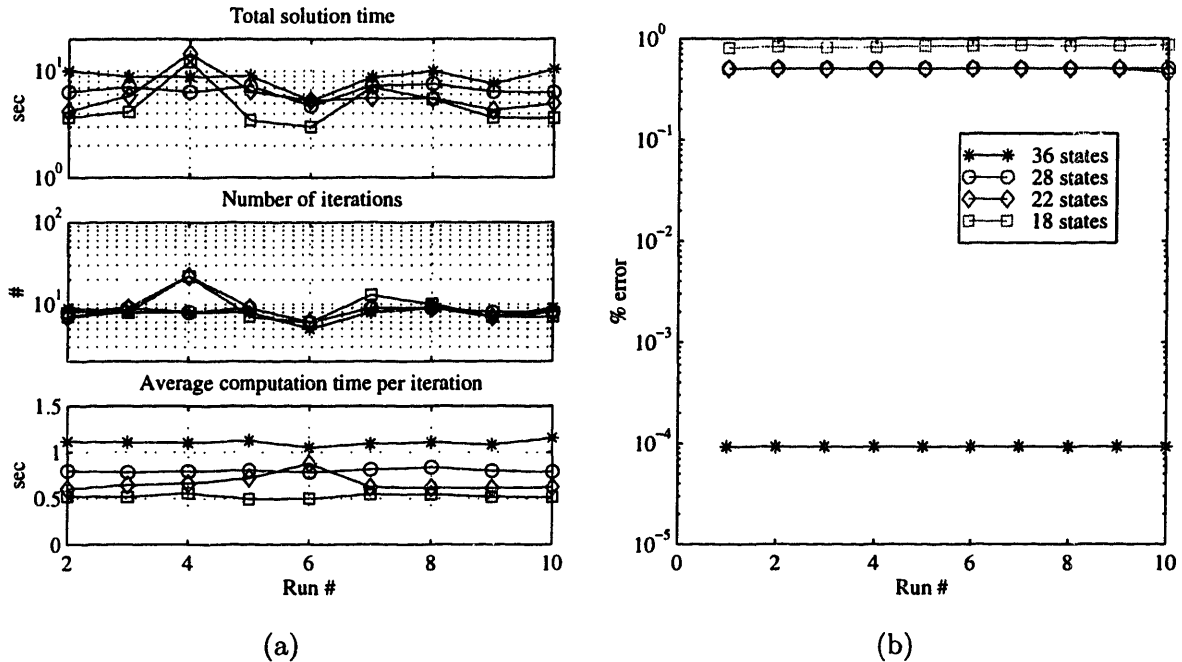 Total solution time
10¹
sec
10⁰
Number of iterations
10²
#
10¹
Average computation time per iteration
1.5
1
sec
0.5
0
2 4 6 8 10
Run #
(a)
10⁰
10⁻¹
10⁻²
% error
10⁻³
10⁻⁴
10⁻⁵
36 states
28 states
22 states
18 states
0 2 4 6 8 10
Run #
(b)